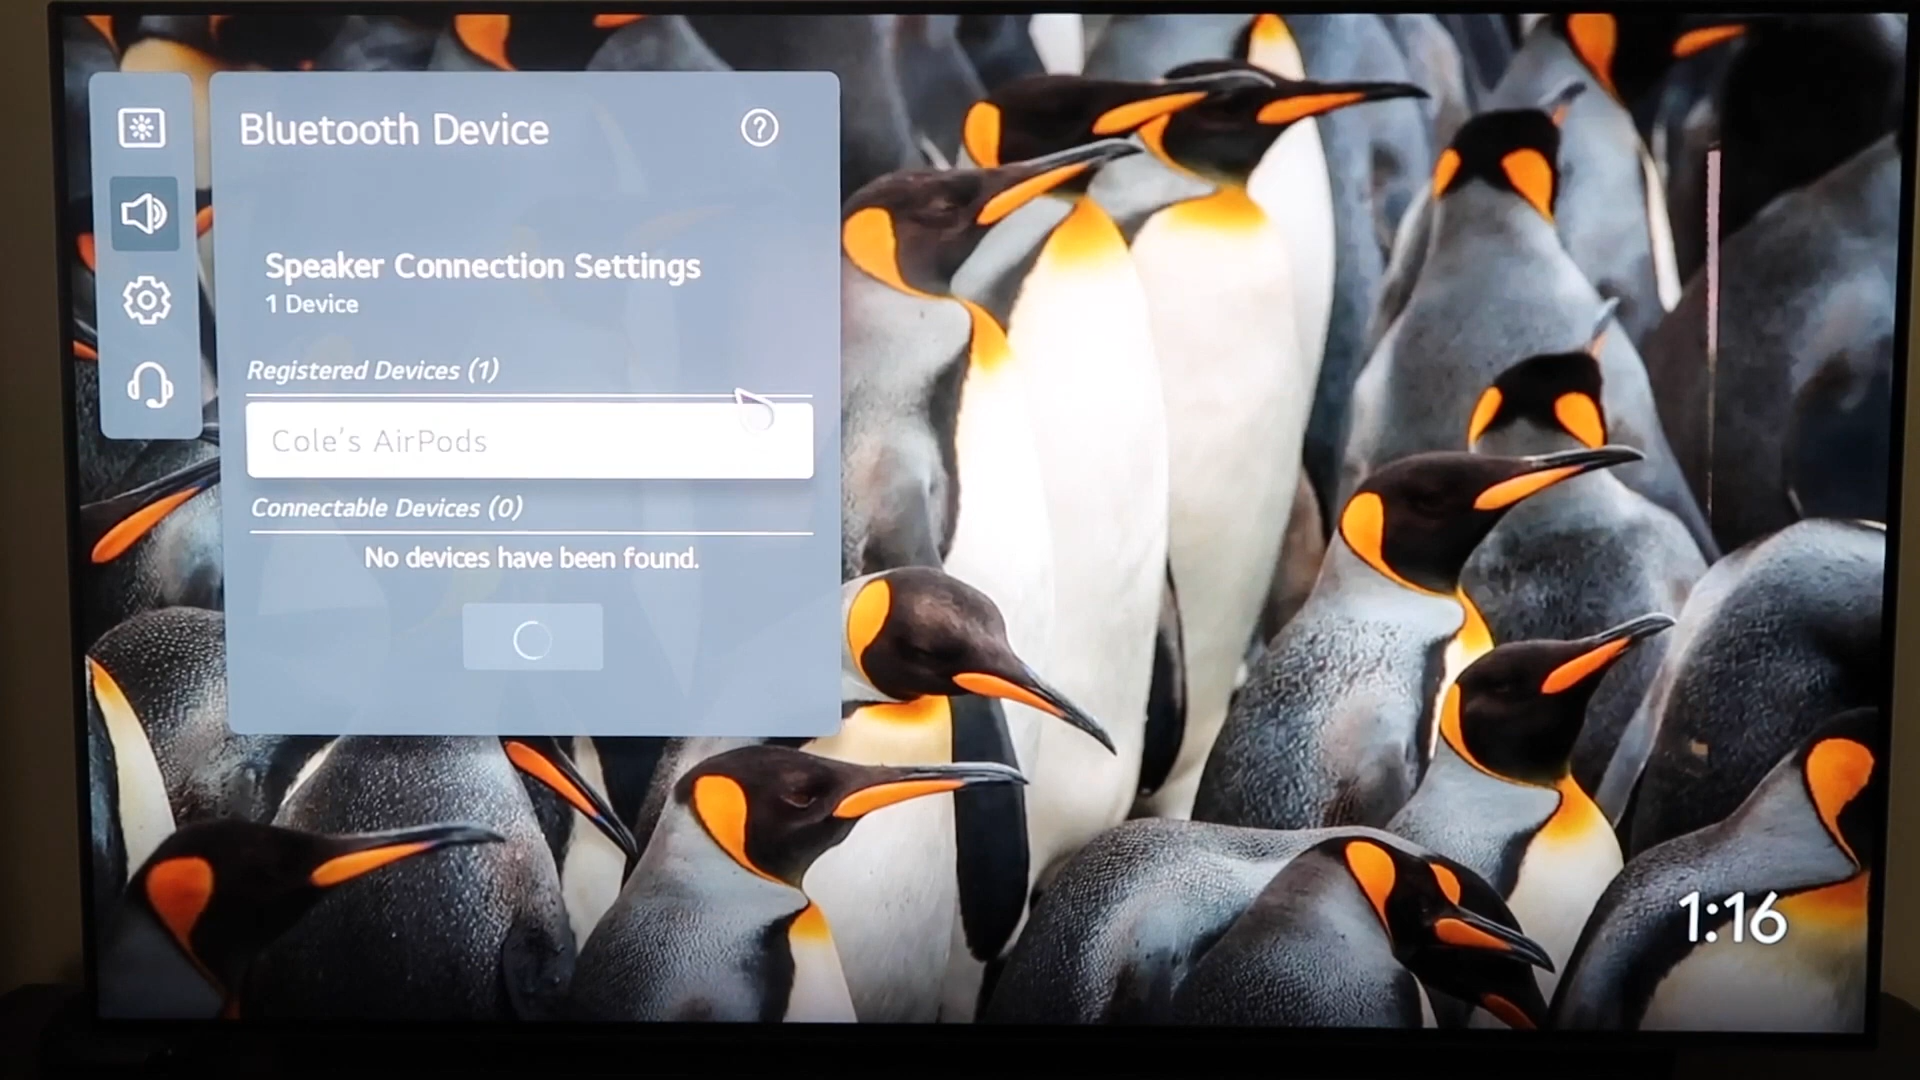 Bluetooth Device
Speaker Connection Settings
1 Device
Registered Devices (1)
Cole's AirPods
Connectable Devices (0)
No devices have been found.
1:16